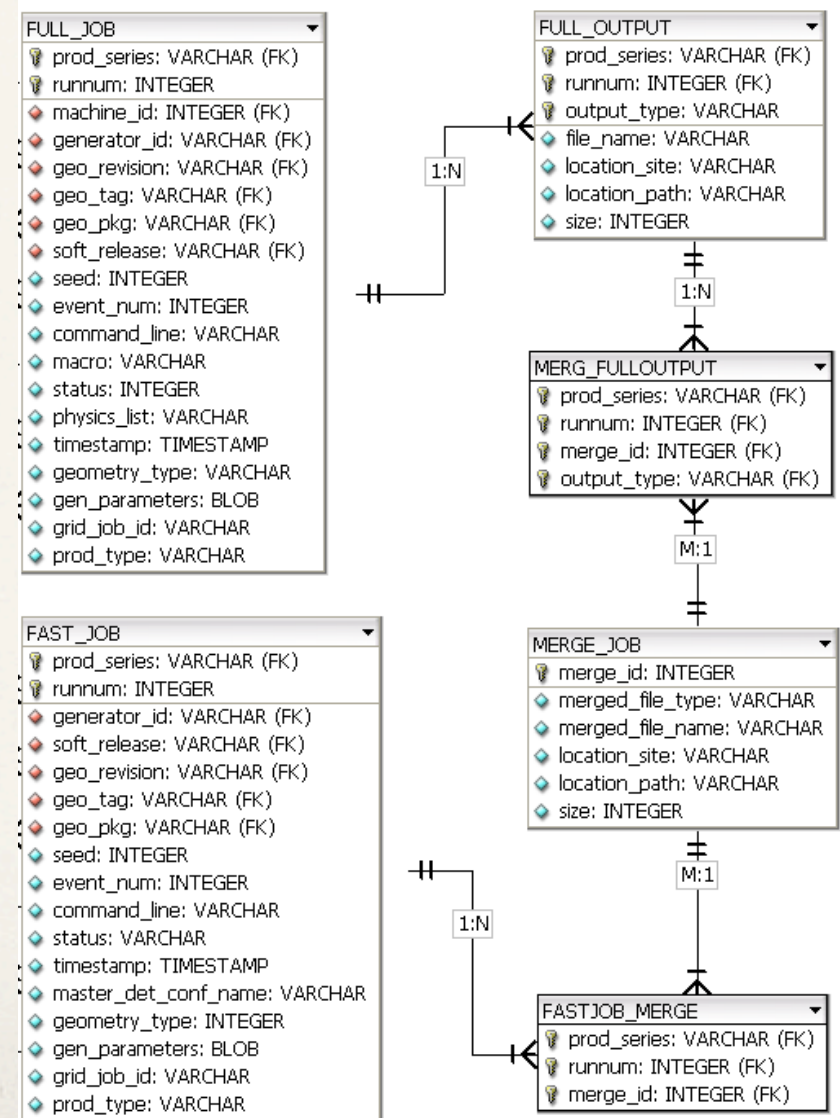 FULL_JOB
prod_series: VARCHAR (FK)
runnum: INTEGER
machine_id: INTEGER (FK)
generator_id: VARCHAR (FK)
geo_revision: VARCHAR (FK)
geo_tag: VARCHAR (FK)
geo_pkg: VARCHAR (FK)
soft_release: VARCHAR (FK)
seed: INTEGER
event_num: INTEGER
command_line: VARCHAR
macro: VARCHAR
status: INTEGER
physics_list: VARCHAR
timestamp: TIMESTAMP
geometry_type: VARCHAR
gen_parameters: BLOB
grid_job_id: VARCHAR
prod_type: VARCHAR
1:N
FULL_OUTPUT
prod_series: VARCHAR (FK)
runnum: INTEGER (FK)
output_type: VARCHAR
file_name: VARCHAR
location_site: VARCHAR
location_path: VARCHAR
size: INTEGER
1:N
MERG_FULLOUTPUT
prod_series: VARCHAR (FK)
runnum: INTEGER (FK)
merge_id: INTEGER (FK)
output_type: VARCHAR (FK)
M:1
FAST_JOB
prod_series: VARCHAR (FK)
runnum: INTEGER
generator_id: VARCHAR (FK)
soft_release: VARCHAR (FK)
geo_revision: VARCHAR (FK)
geo_tag: VARCHAR (FK)
geo_pkg: VARCHAR (FK)
seed: INTEGER
event_num: INTEGER
command_line: VARCHAR
status: VARCHAR
timestamp: TIMESTAMP
master_det_conf_name: VARCHAR
geometry_type: INTEGER
gen_parameters: BLOB
grid_job_id: VARCHAR
prod_type: VARCHAR
1:N
MERGE_JOB
merge_id: INTEGER
merged_file_type: VARCHAR
merged_file_name: VARCHAR
location_site: VARCHAR
location_path: VARCHAR
size: INTEGER
M:1
FASTJOB_MERGE
prod_series: VARCHAR (FK)
runnum: INTEGER (FK)
merge_id: INTEGER (FK)